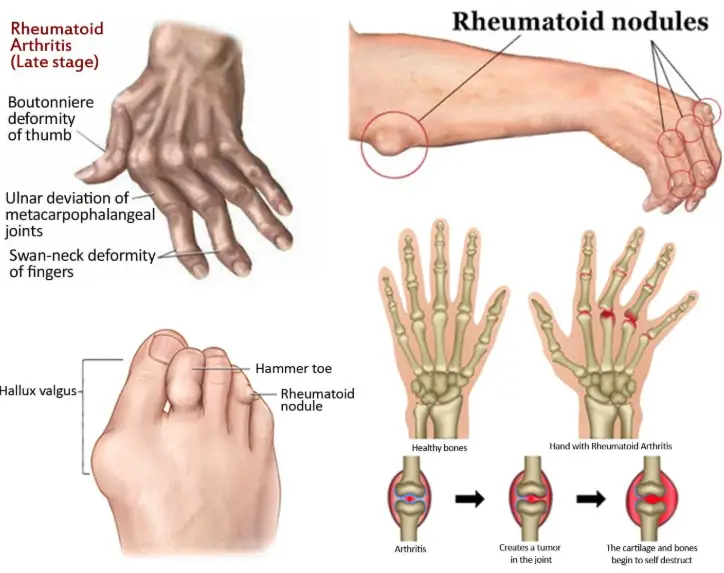 Rheumatoid
Arthritis
(Late stage)
Boutonniere
deformity
of thumb
Ulnar deviation of
metacarpophalangeal
joints
Swan-neck deformity
of fingers
Rheumatoid nodules
Hallux valgus
Hammer toe
Rheumatoid
nodule
Healthy bones
Hand with Rheumatoid Arthritis
Arthritis
Creates a tumor
in the joint
The cartilage and bones
begin to self destruct